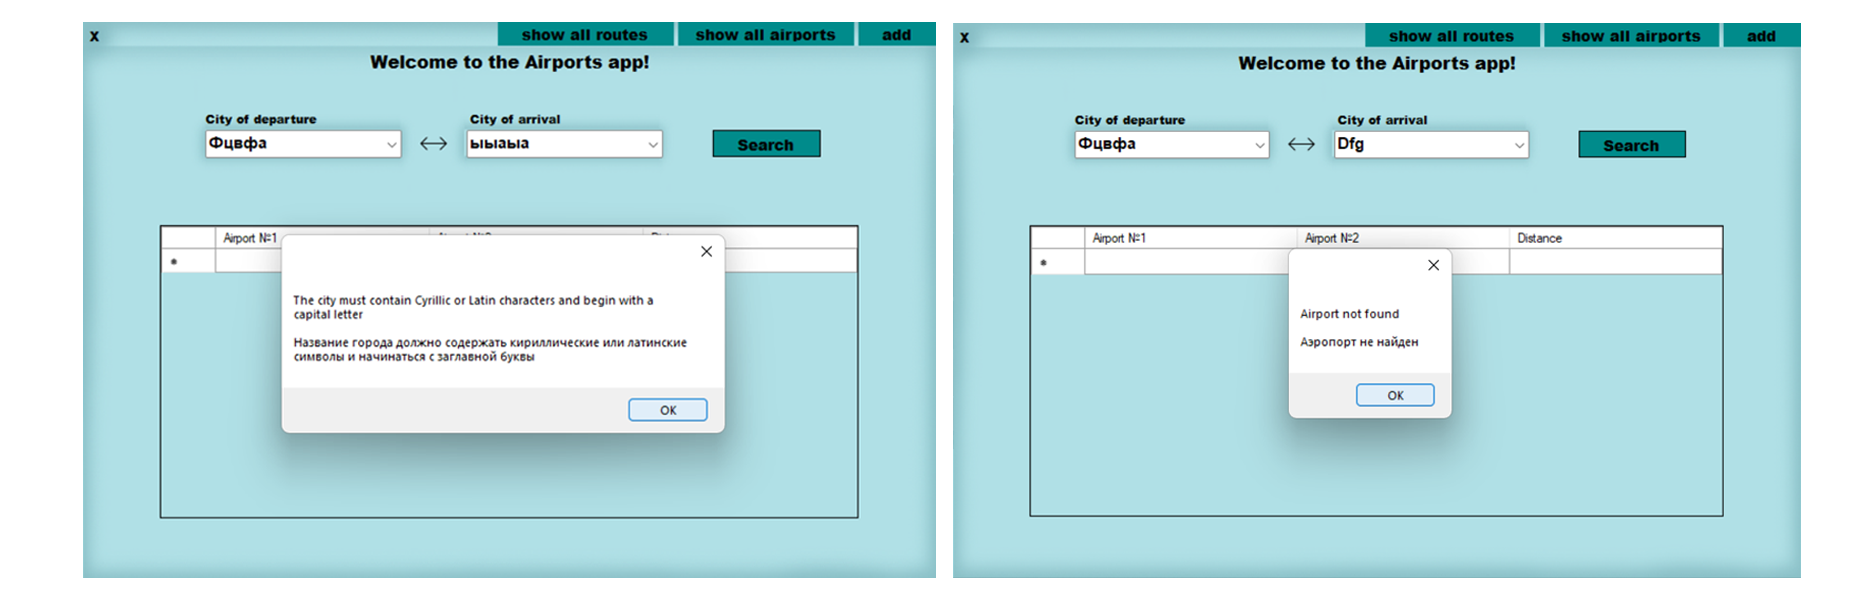 x
show all routes
show all airports
add
Welcome to the Airports app!
City of departure
City of arrival
Фцвфа
ыыаыа
Search
Airport №1
The city must contain Cyrillic or Latin characters and begin with a
capital letter
Название города должно содержать кириллические или латинские
символы и начинаться с заглавной буквы
OK
x
show all routes
show all airports
add
Welcome to the Airports app!
City of departure
City of arrival
Фцвфа
Dfg
Search
Airport №1
Airport №2
Distance
Airport not found
Аэропорт не найден
OK